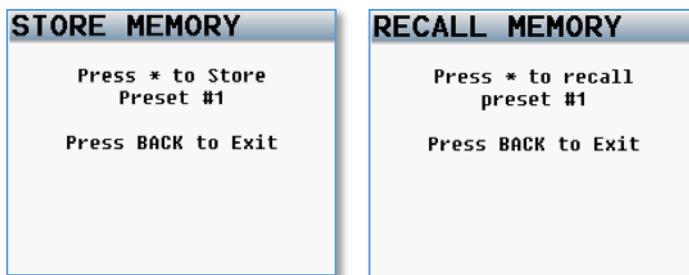 STORE MEMORY
Press * to Store
Preset #1
Press BACK to Exit
RECALL MEMORY
Press * to recall
preset #1
Press BACK to Exit